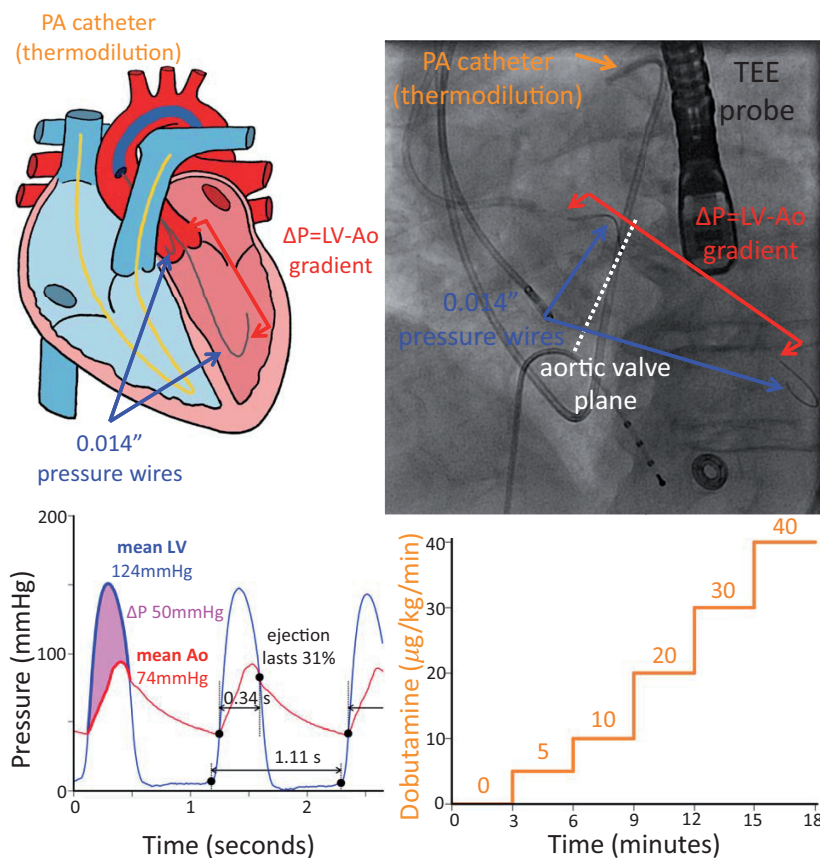 PA catheter
(thermodilution)
ΔP=LV-Ao
gradient
0.014”
pressure wires
PA catheter
(thermodilution)
TEE
probe
ΔP=LV-Ao
gradient
0.014”
pressure wires
aortic valve
plane
Pressure (mmHg)
200
100
0
mean LV
124mmHg
ΔP 50mmHg
mean Ao
74mmHg
ejection
lasts 31%
0.34 s
1.11 s
0
1
2
Time (seconds)
Dobutamine (µg/kg/min)
40
30
20
10
0
0
5
10
20
30
40
0
3
6
9
12
15
18
Time (minutes)